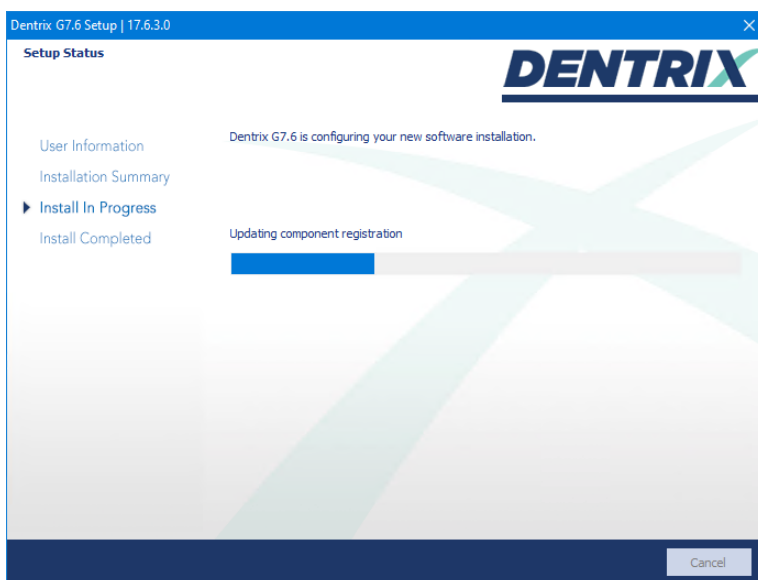 Dentrix G7.6 Setup | 17.6.3.0
Setup Status
DENTRIX
User Information
Installation Summary
Install In Progress
Install Completed
Dentrix G7.6 is configuring your new software installation.
Updating component registration
Cancel